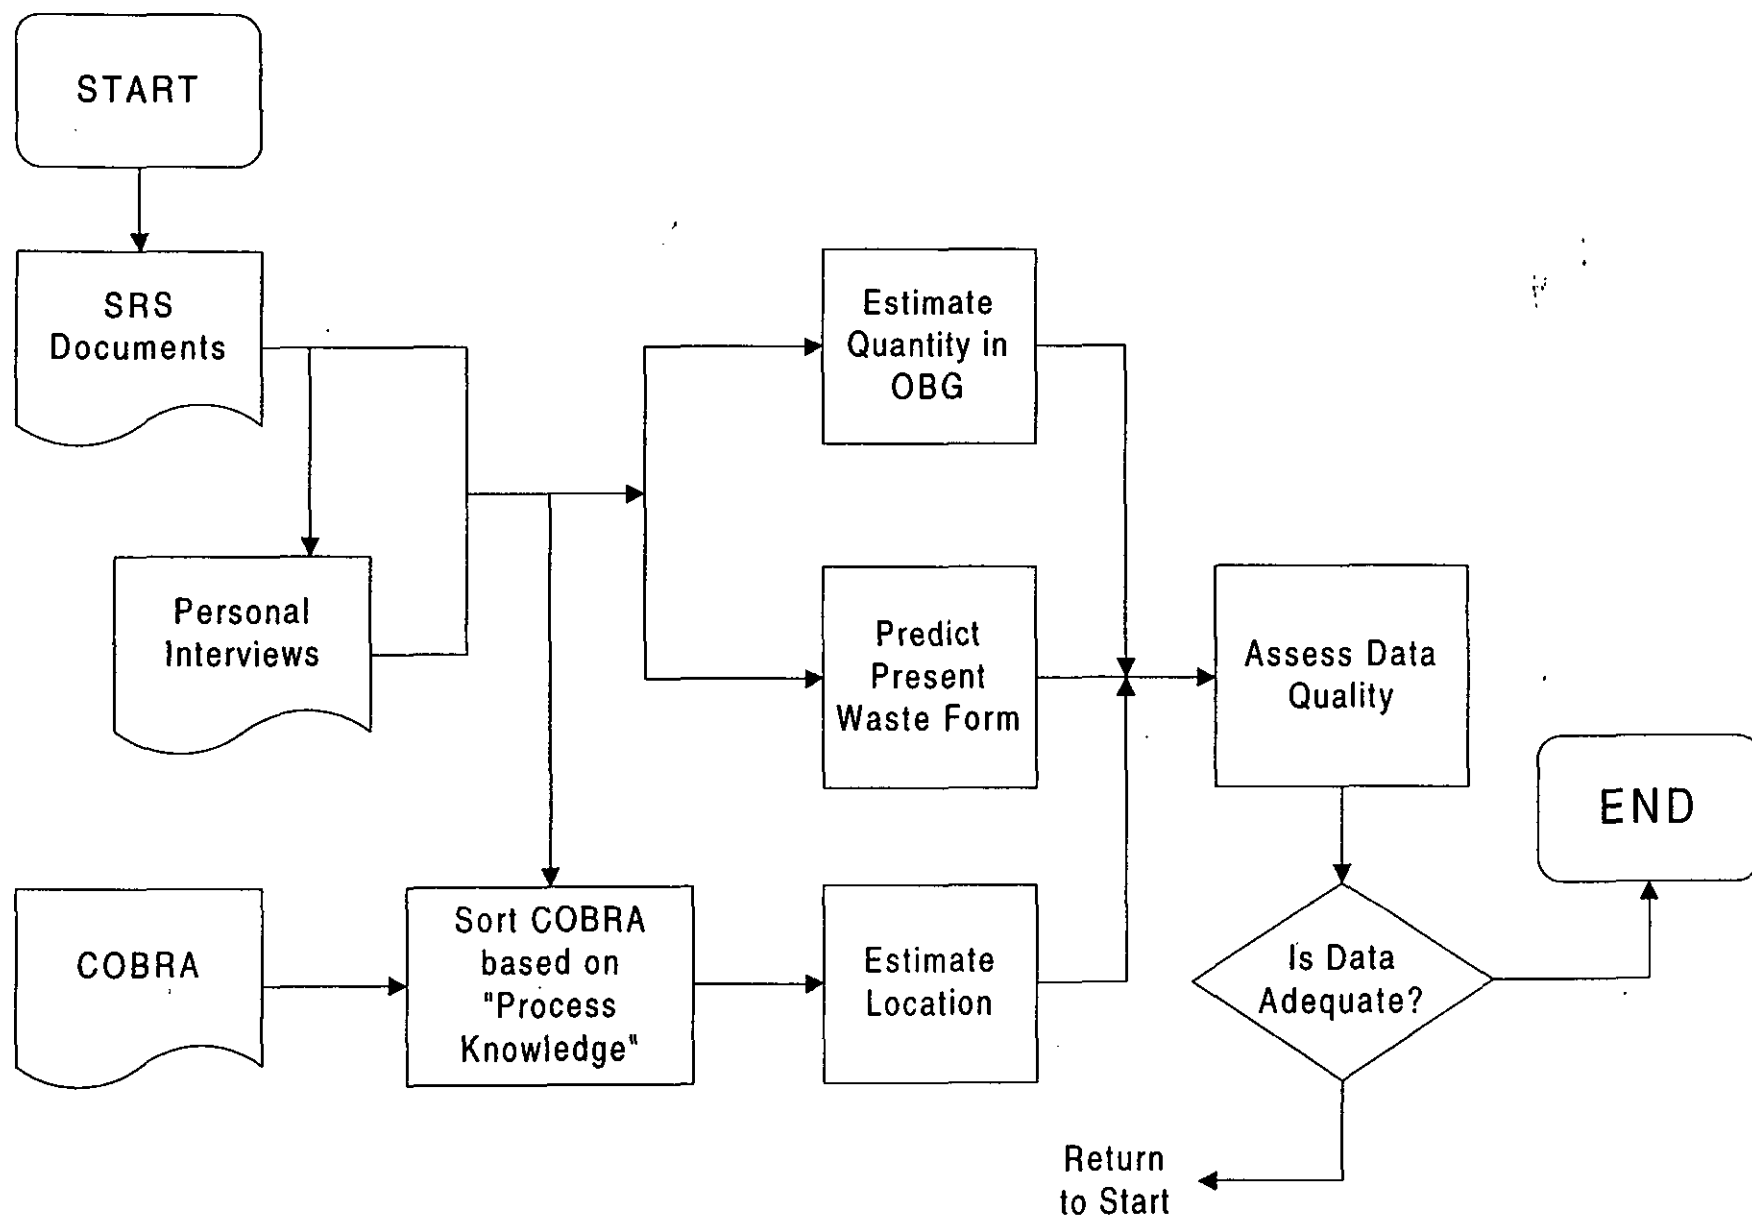 START
SRS
Documents
Personal
Interviews
COBRA
Sort COBRA
based on
"Process
Knowledge"
Estimate
Quantity in
OBG
Predict
Present
Waste Form
Estimate
Location
Assess Data
Quality
Is Data
Adequate?
END
Return
to Start